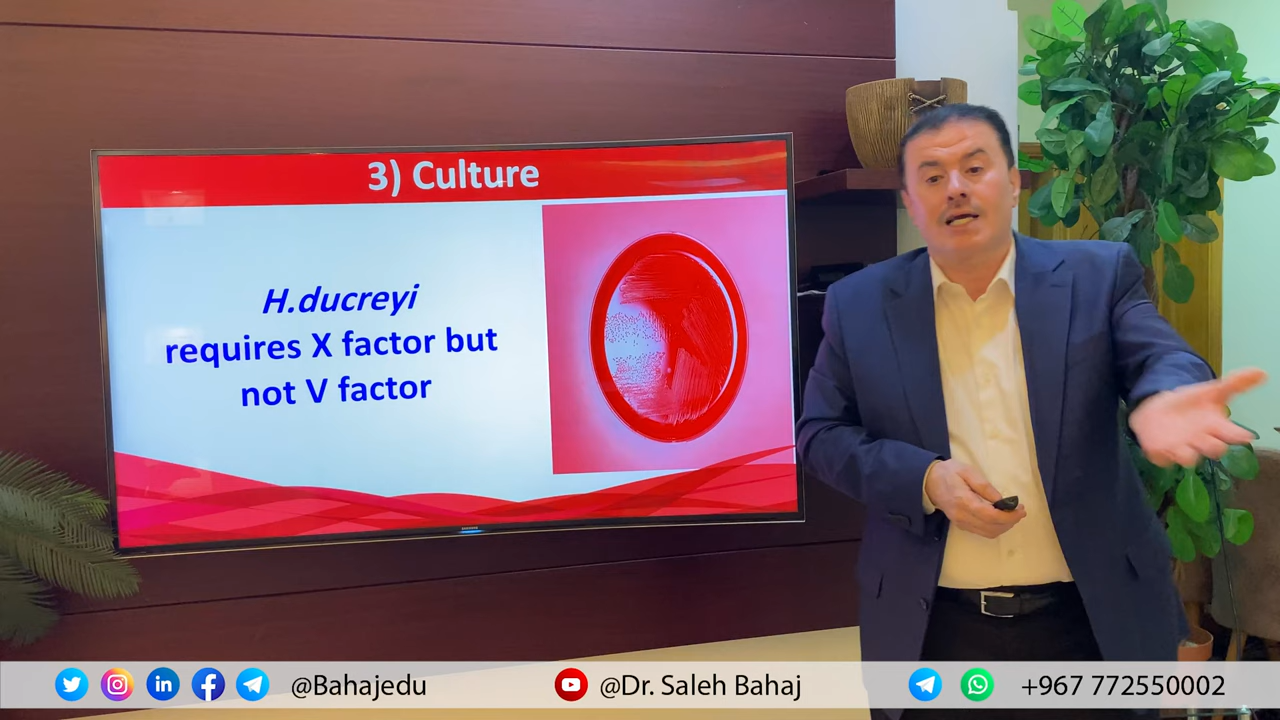 3) Culture
H.ducreyi
requires X factor but
not V factor
@Bahajedu
@Dr. Saleh Bahaj
+967 772550002